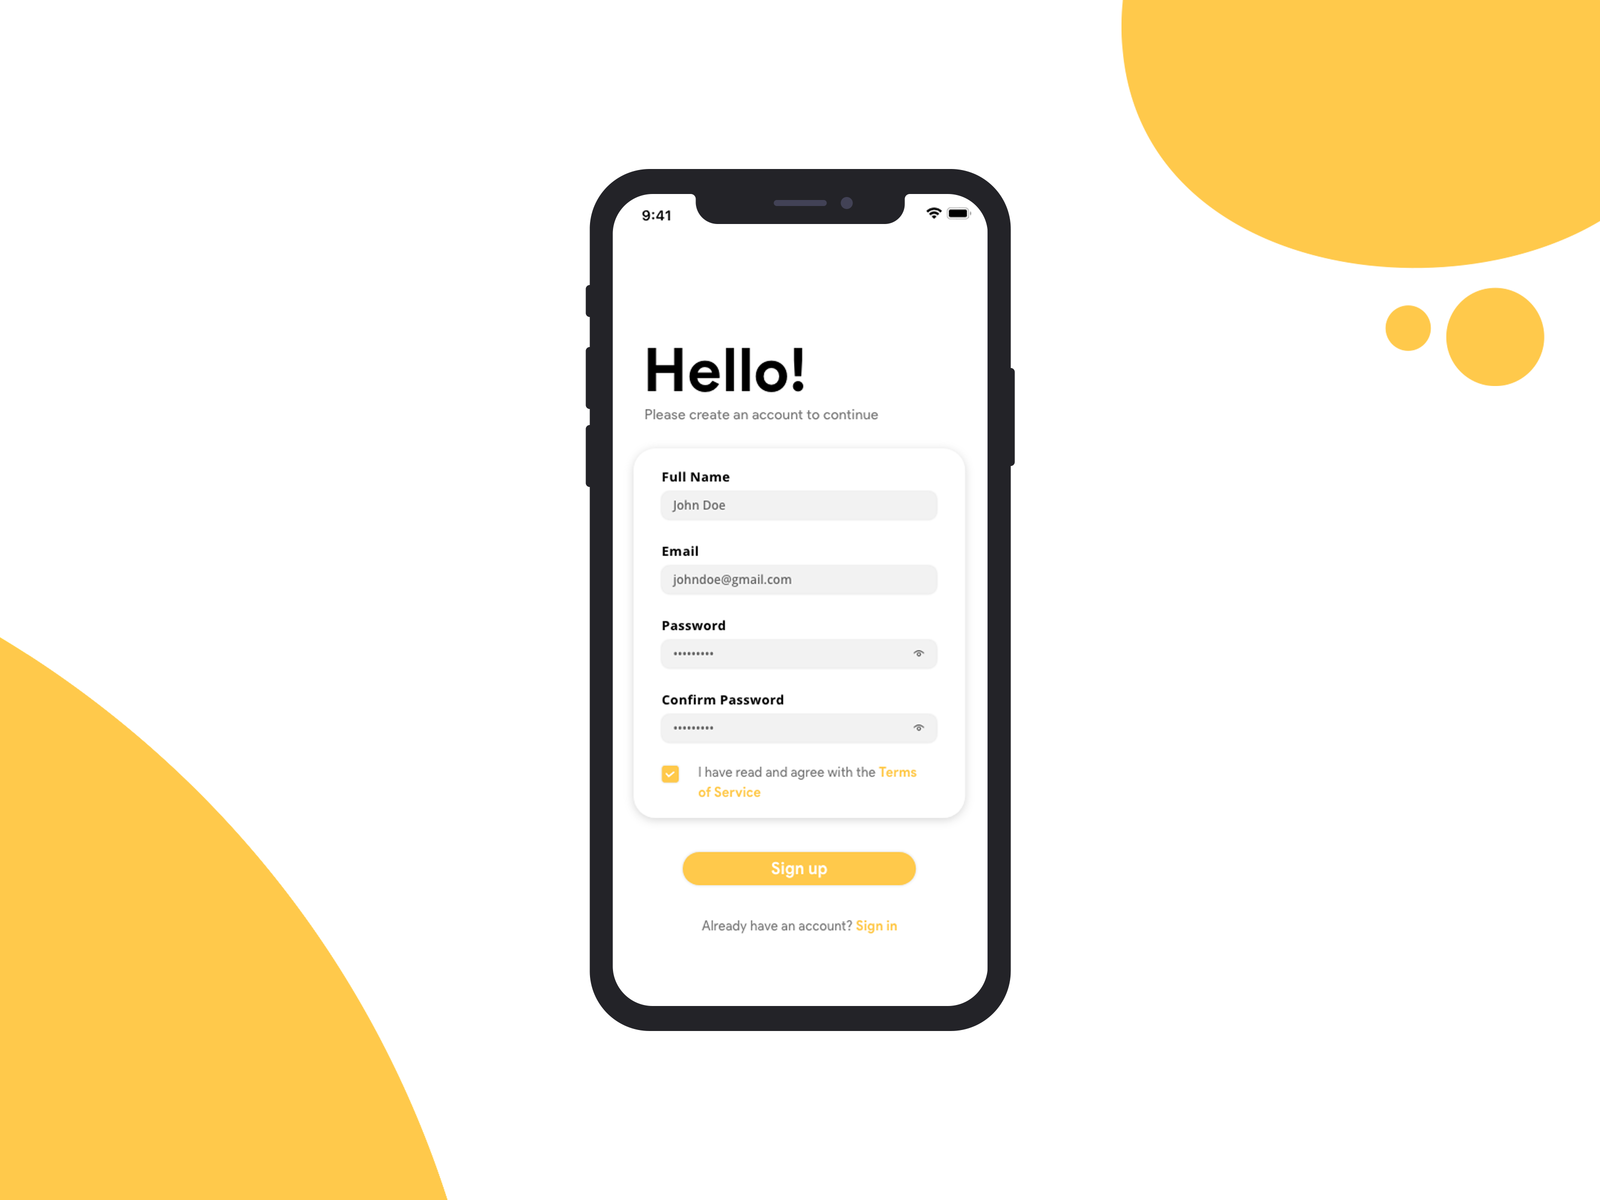 9:41
Hello!
Please create an account to continue
Full Name
John Doe
Email
johndoe@gmail.com
Password
•••••••••
Confirm Password
•••••••••
I have read and agree with the Terms
of Service
Sign up
Already have an account? Sign in